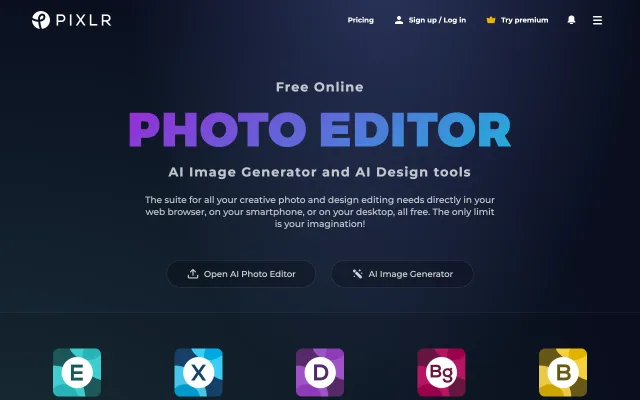 PIXLR
Pricing
Sign up / Log in
Try premium
Free Online
PHOTO EDITOR
AI Image Generator and AI Design tools
The suite for all your creative photo and design editing needs directly in your
web browser, on your smartphone, or on your desktop, all free. The only limit
is your imagination!
Open AI Photo Editor
AI Image Generator
E
X
D
Bg
B